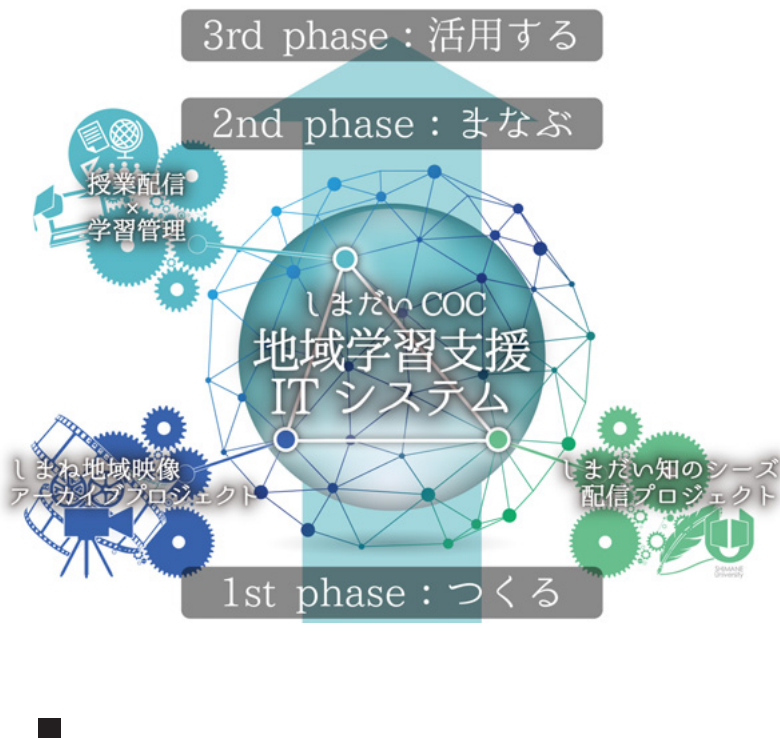 3rd phase：活用する
2nd phase：まなぶ
授業配信
×
学習管理
しまだいCOC
地域学習支援
ITシステム
しまね地域映像
アーカイブプロジェクト
しまだい知のシーズ
配信プロジェクト
SHIMANE
University
1st phase：つくる